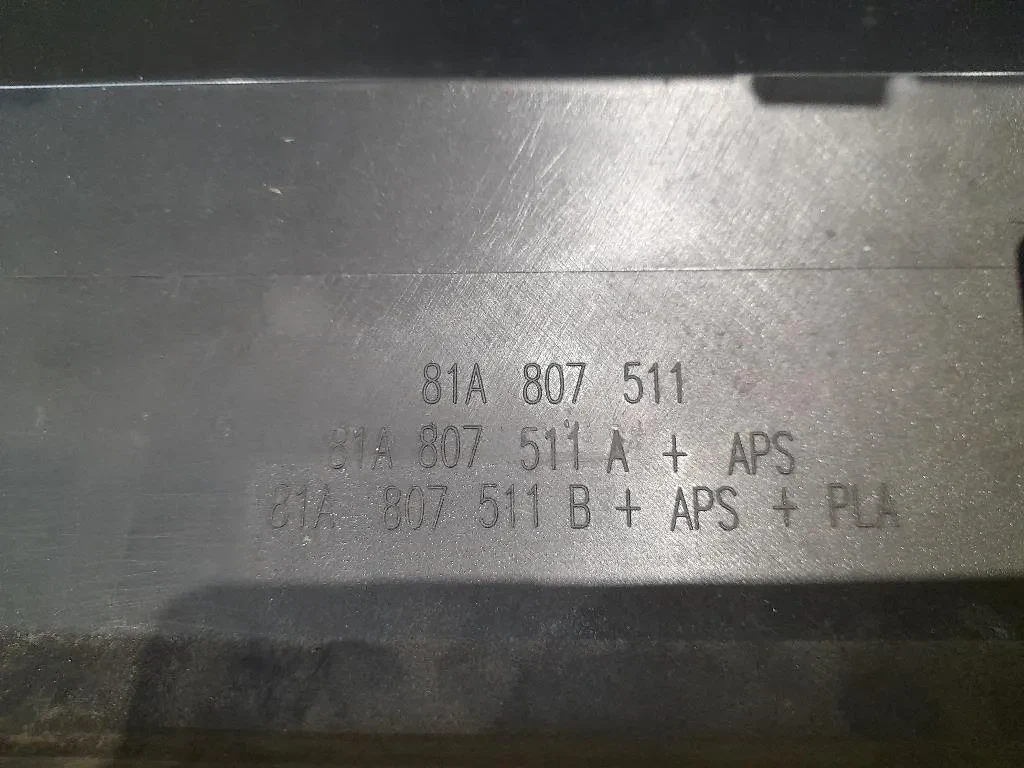 81A 807 511
81A 807 511 A + APS
81A 807 511 B + APS + PLA